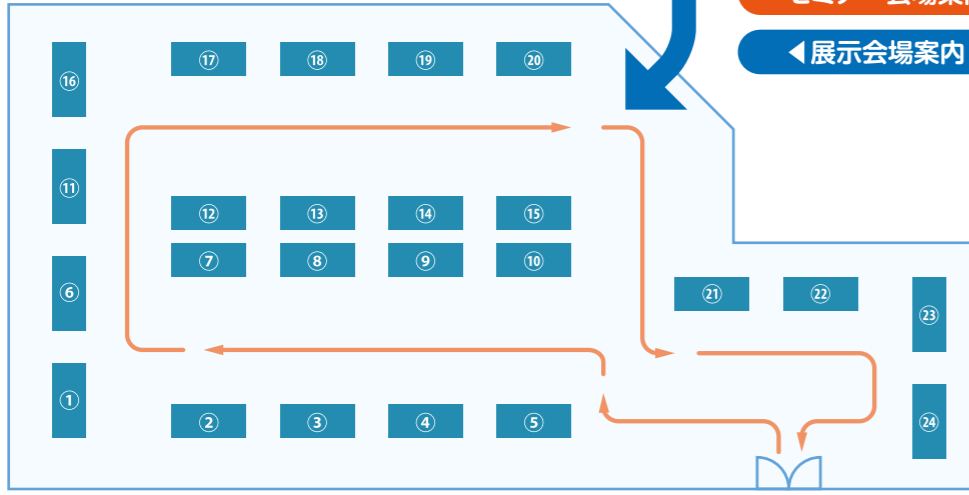 ◀展示会場案内
⑯ ⑰ ⑱ ⑲ ⑳
⑪ ⑫ ⑬ ⑭ ⑮
⑥ ⑦ ⑧ ⑨ ⑩
㉑ ㉒ ㉓
① ② ③ ④ ⑤ ㉔